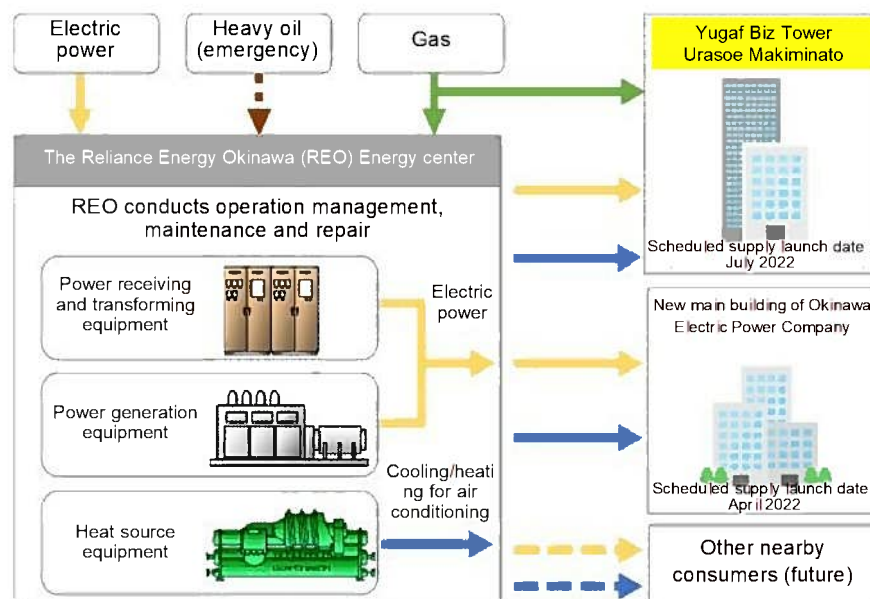 Electric
power
Heavy oil
(emergency)
Gas
Yugaf Biz Tower
Urasoe Makiminato
Scheduled supply launch date
July 2022
The Reliance Energy Okinawa (REO) Energy center
REO conducts operation management,
maintenance and repair
Power receiving
and transforming
equipment
Electric
power
Power generation
equipment
Cooling/heati
ng for air
conditioning
Heat source
equipment
New main building of Okinawa
Electric Power Company
Scheduled supply launch date
April 2022
Other nearby
consumers (future)